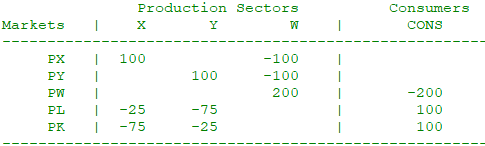 Production Sectors Consumers
Markets | X Y W | CONS
------------------------------------------------------
PX | 100 -100 |
PY | 100 -100 |
PW | 200 | -200
PL | -25 -75 | 100
PK | -75 -25 | 100
------------------------------------------------------